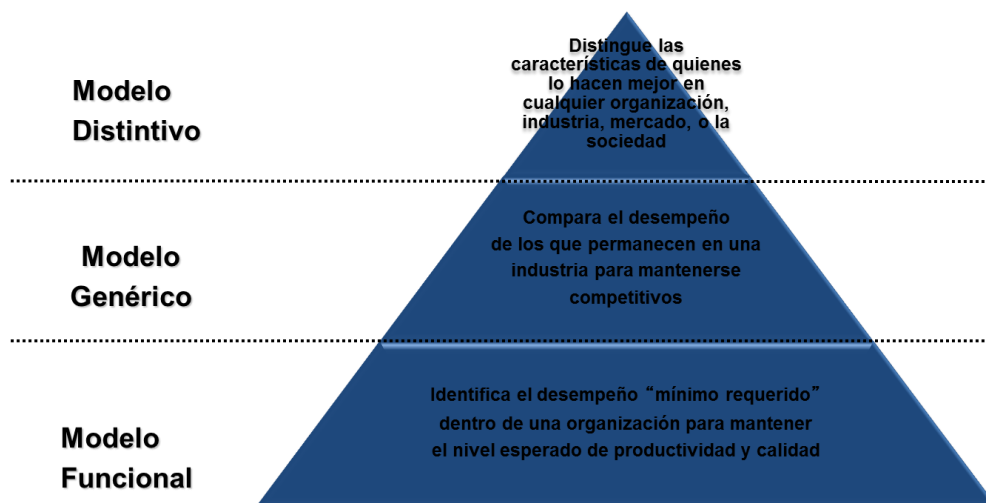 Modelo
Distintivo
Distingue las
características de quienes
lo hacen mejor en
cualquier organización,
industria, mercado, o la
sociedad
Modelo
Genérico
Compara el desempeño
de los que permanecen en una
industria para mantenerse
competitivos
Modelo
Funcional
Identifica el desempeño “mínimo requerido”
dentro de una organización para mantener
el nivel esperado de productividad y calidad